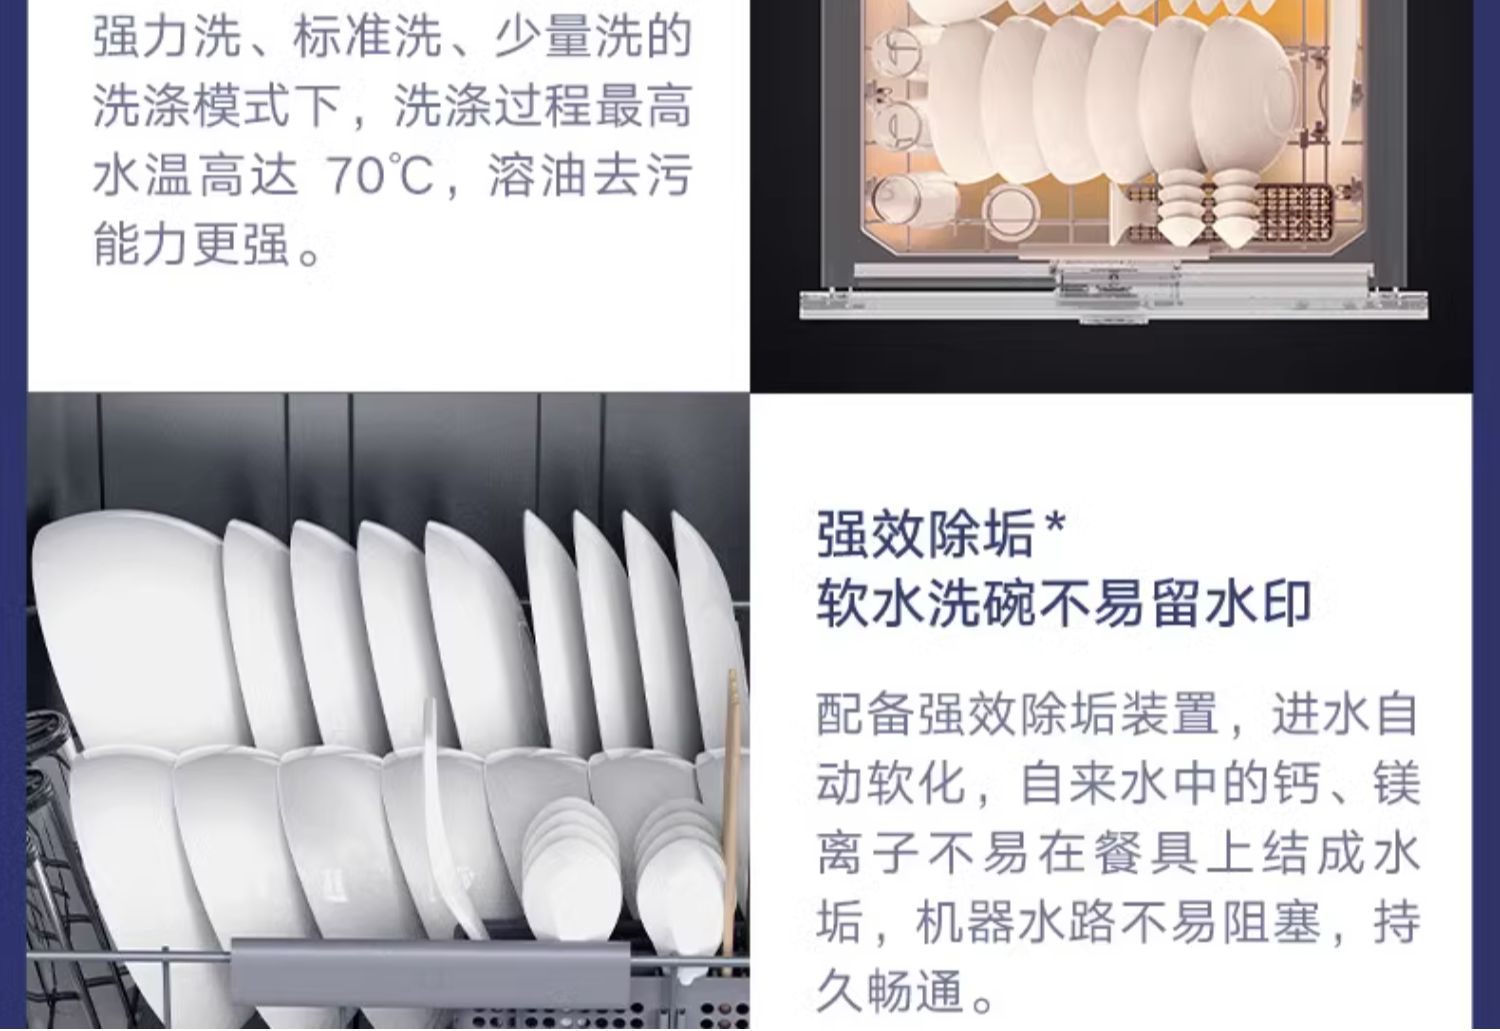 强力洗、标准洗、少量洗的
洗涤模式下，洗涤过程最高
水温高达 70℃，溶油去污
能力更强。
强效除垢*
软水洗碗不易留水印
配备强效除垢装置，进水自
动软化，自来水中的钙、镁
离子不易在餐具上结成水
垢，机器水路不易阻塞，持
久畅通。